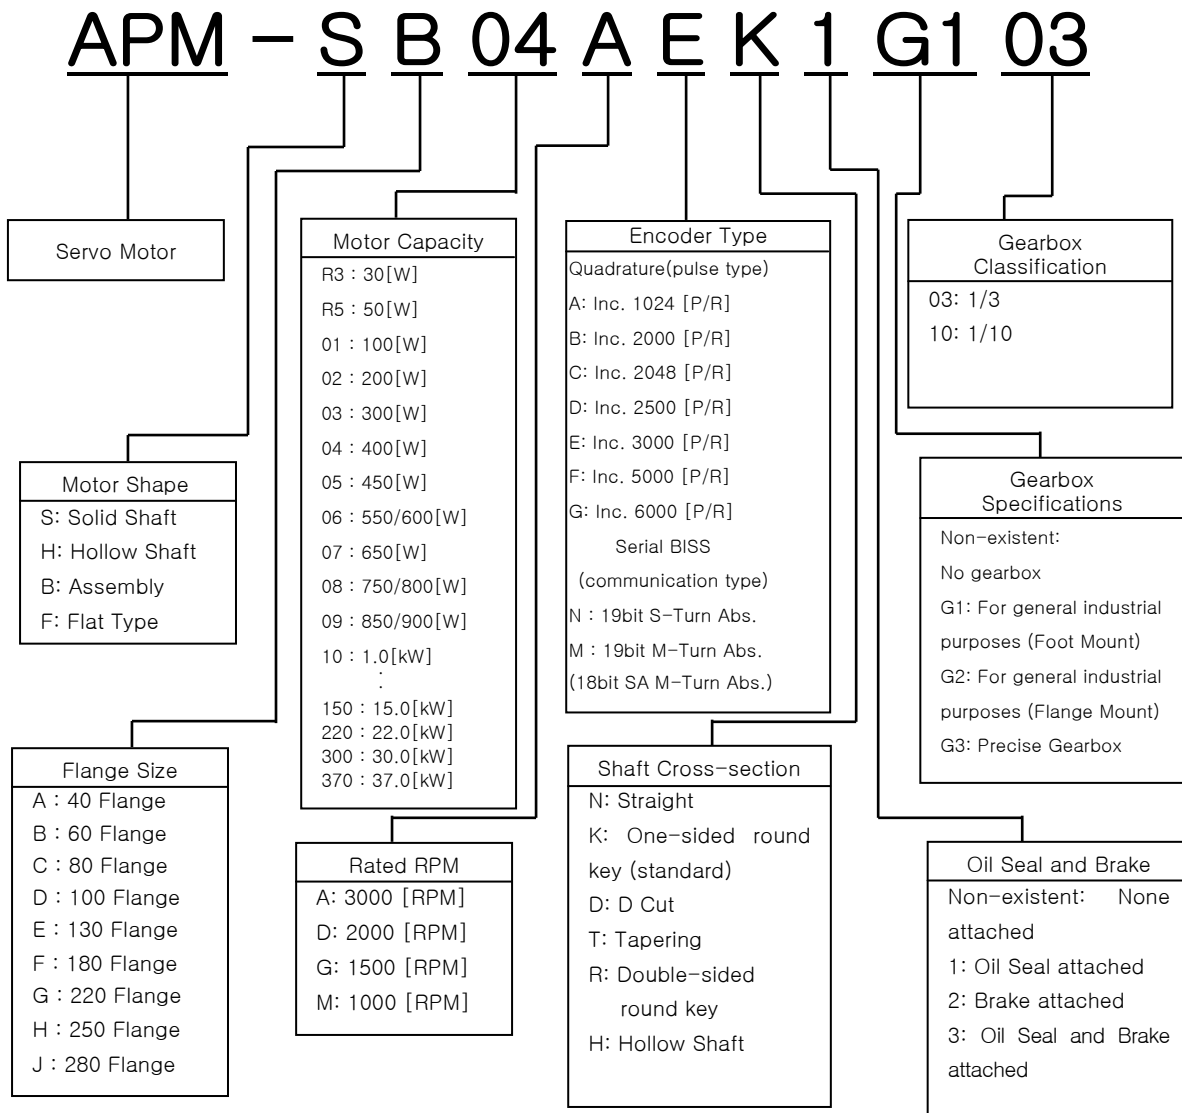 APM - S B 04 A E K 1 G1 03
Servo Motor
Motor Capacity
R3 : 30[W]
R5 : 50[W]
01 : 100[W]
02 : 200[W]
03 : 300[W]
04 : 400[W]
05 : 450[W]
06 : 550/600[W]
07 : 650[W]
08 : 750/800[W]
09 : 850/900[W]
10 : 1.0[kW]
:
150 : 15.0[kW]
220 : 22.0[kW]
300 : 30.0[kW]
370 : 37.0[kW]
Encoder Type
Quadrature(pulse type)
A: Inc. 1024 [P/R]
B: Inc. 2000 [P/R]
C: Inc. 2048 [P/R]
D: Inc. 2500 [P/R]
E: Inc. 3000 [P/R]
F: Inc. 5000 [P/R]
G: Inc. 6000 [P/R]
Serial BISS
(communication type)
N : 19bit S-Turn Abs.
M : 19bit M-Turn Abs.
(18bit SA M-Turn Abs.)
Gearbox
Classification
03: 1/3
10: 1/10
Motor Shape
S: Solid Shaft
H: Hollow Shaft
B: Assembly
F: Flat Type
Gearbox
Specifications
Non-existent:
No gearbox
G1: For general industrial
purposes (Foot Mount)
G2: For general industrial
purposes (Flange Mount)
G3: Precise Gearbox
Flange Size
A : 40 Flange
B : 60 Flange
C : 80 Flange
D : 100 Flange
E : 130 Flange
F : 180 Flange
G : 220 Flange
H : 250 Flange
J : 280 Flange
Rated RPM
A: 3000 [RPM]
D: 2000 [RPM]
G: 1500 [RPM]
M: 1000 [RPM]
Shaft Cross-section
N: Straight
K: One-sided round
key (standard)
D: D Cut
T: Tapering
R: Double-sided
round key
H: Hollow Shaft
Oil Seal and Brake
Non-existent: None
attached
1: Oil Seal attached
2: Brake attached
3: Oil Seal and Brake
attached